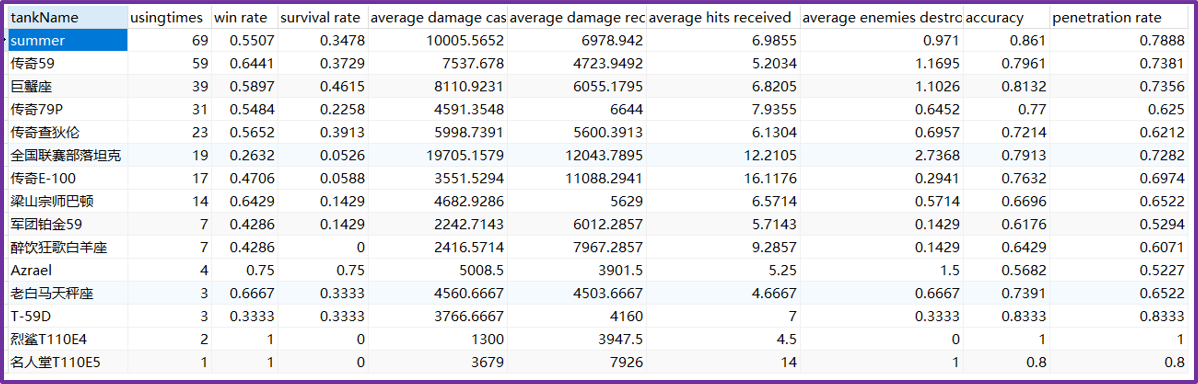 tankName usingtimes win rate survival rate average damage cas average damage rec average hits received average enemies destro accuracy penetration rate
summer 69 0.5507 0.3478 10005.5652 6978.942 6.9855 0.971 0.861 0.7888
传奇59 59 0.6441 0.3729 7537.678 4723.9492 5.2034 1.1695 0.7961 0.7381
巨蟹座 39 0.5897 0.4615 8110.9231 6055.1795 6.8205 1.1026 0.8132 0.7356
传奇79P 31 0.5484 0.2258 4591.3548 6644 7.9355 0.6452 0.77 0.625
传奇查狄伦 23 0.5652 0.3913 5998.7391 5600.3913 6.1304 0.6957 0.7214 0.6212
全国联赛部落坦克 19 0.2632 0.0526 19705.1579 12043.7895 12.2105 2.7368 0.7913 0.7282
传奇E-100 17 0.4706 0.0588 3551.5294 11088.2941 16.1176 0.2941 0.7632 0.6974
梁山宗师巴顿 14 0.6429 0.1429 4682.9286 5629 6.5714 0.5714 0.6696 0.6522
军团铂金59 7 0.4286 0.1429 2242.7143 6012.2857 5.7143 0.1429 0.6176 0.5294
醉饮狂歌白羊座 7 0.4286 0 2416.5714 7967.2857 9.2857 0.1429 0.6429 0.6071
Azrael 4 0.75 0.75 5008.5 3901.5 5.25 1.5 0.5682 0.5227
老白马天秤座 3 0.6667 0.3333 4560.6667 4503.6667 4.6667 0.6667 0.7391 0.6522
T-59D 3 0.3333 0.3333 3766.6667 4160 7 0.3333 0.8333 0.8333
烈鲨T110E4 2 1 0 1300 3947.5 4.5 0 1 1
名人堂T110E5 1 1 0 3679 7926 14 1 0.8 0.8